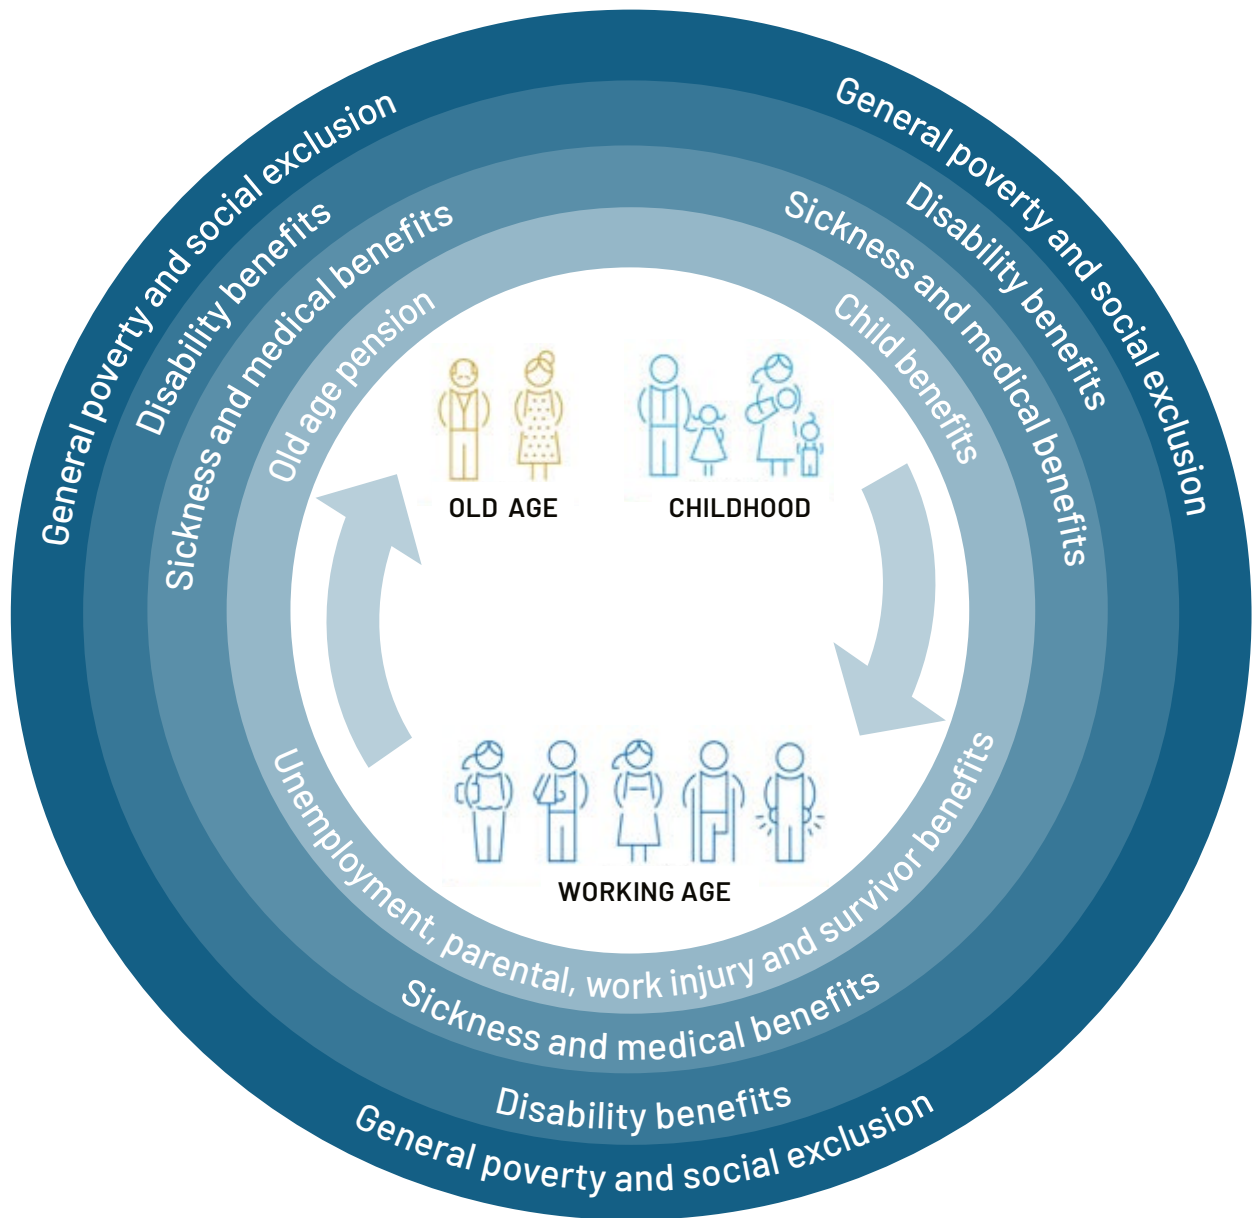 General poverty and social exclusion
Disability benefits
Sickness and medical benefits
Old age pension
General poverty and social exclusion
Disability benefits
Sickness and medical benefits
Child benefits
OLD AGE
CHILDHOOD
WORKING AGE
Unemployment, parental, work injury and survivor benefits
Sickness and medical benefits
Disability benefits
General poverty and social exclusion